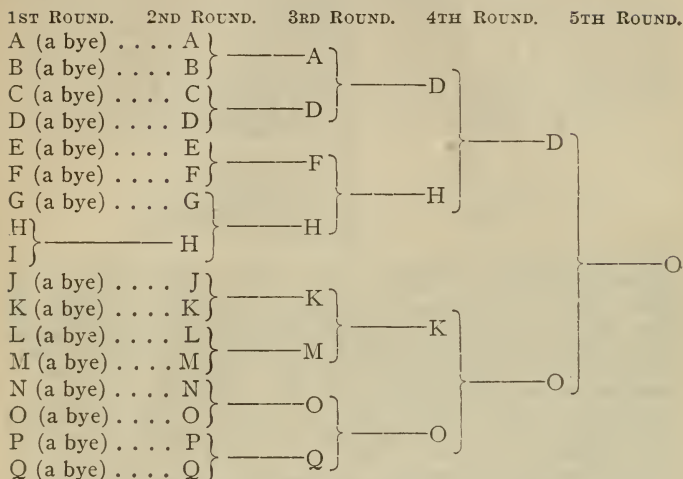 1ST ROUND. 2ND ROUND. 3RD ROUND. 4TH ROUND. 5TH ROUND.
A (a bye) .... A
B (a bye) .... B
A
C (a bye) .... C
D (a bye) .... D
D
D
E (a bye) .... E
F (a bye) .... F
F
G (a bye) .... G
H
I
H
H
H
D
J (a bye) .... J
K (a bye) .... K
K
L (a bye) .... L
M (a bye) .... M
M
K
N (a bye) .... N
O (a bye) .... O
O
P (a bye) .... P
Q (a bye) .... Q
Q
O
O
O